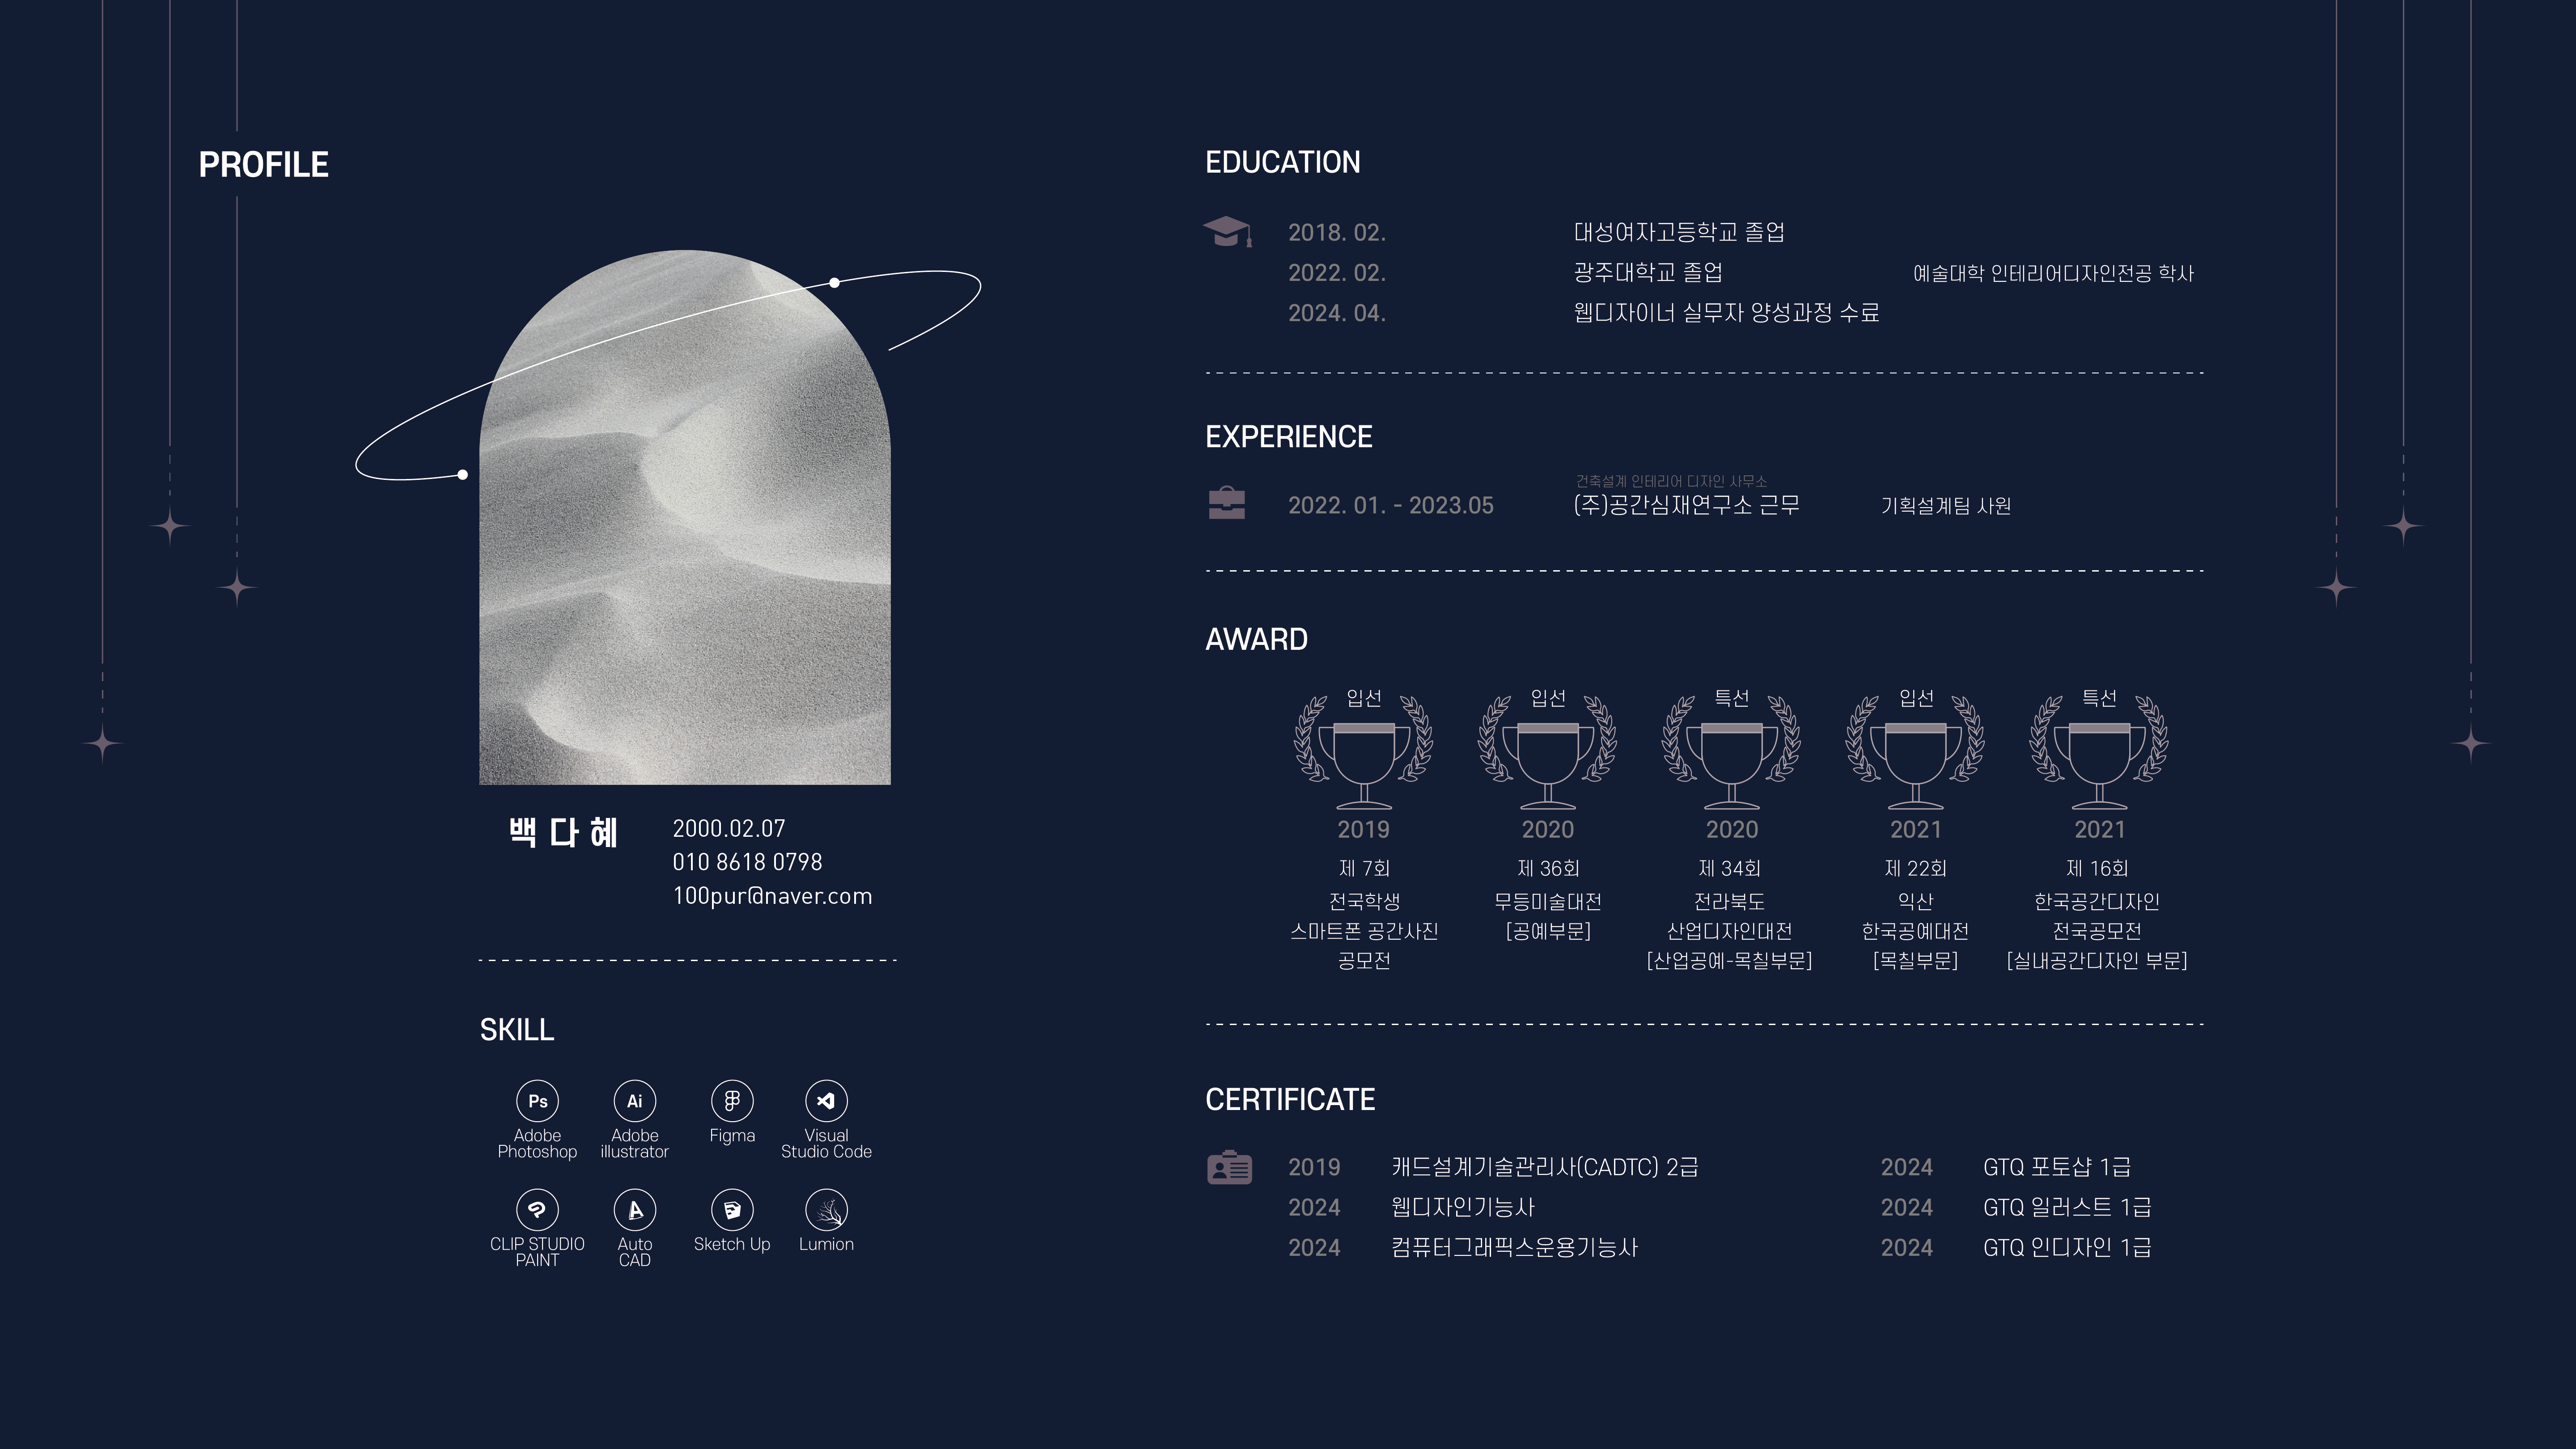 PROFILE
백 다 혜
2000.02.07
010 8618 0798
100pur@naver.com
SKILL
Ps
Ai
Adobe
Photoshop
Adobe
illustrator
Figma
Visual
Studio Code
CLIP STUDIO
PAINT
Auto
CAD
Sketch Up
Lumion
EDUCATION
2018. 02. 대성여자고등학교 졸업
2022. 02. 광주대학교 졸업 예술대학 인테리어디자인전공 학사
2024. 04. 웹디자이너 실무자 양성과정 수료
EXPERIENCE
건축설계 인테리어 디자인 사무소
2022. 01. - 2023.05 (주)공간심재연구소 근무 기획설계팀 사원
AWARD
입선
2019
제 7회
전국학생
스마트폰 공간사진
공모전
입선
2020
제 36회
무등미술대전
[공예부문]
특선
2020
제 34회
전라북도
산업디자인대전
[산업공예-목칠부문]
입선
2021
제 22회
익산
한국공예대전
[목칠부문]
특선
2021
제 16회
한국공간디자인
전국공모전
[실내공간디자인 부문]
CERTIFICATE
2019 캐드설계기술관리사(CADTC) 2급
2024 웹디자인기능사
2024 컴퓨터그래픽스운용기능사
2024 GTQ 포토샵 1급
2024 GTQ 일러스트 1급
2024 GTQ 인디자인 1급